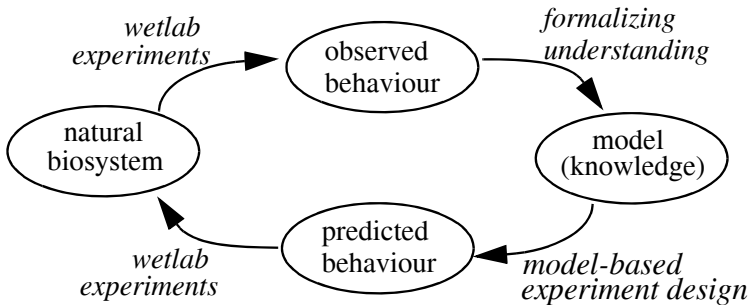 wetlab
experiments
observed
behaviour
formalizing
understanding
natural
biosystem
model
(knowledge)
predicted
behaviour
wetlab
experiments
model-based
experiment design